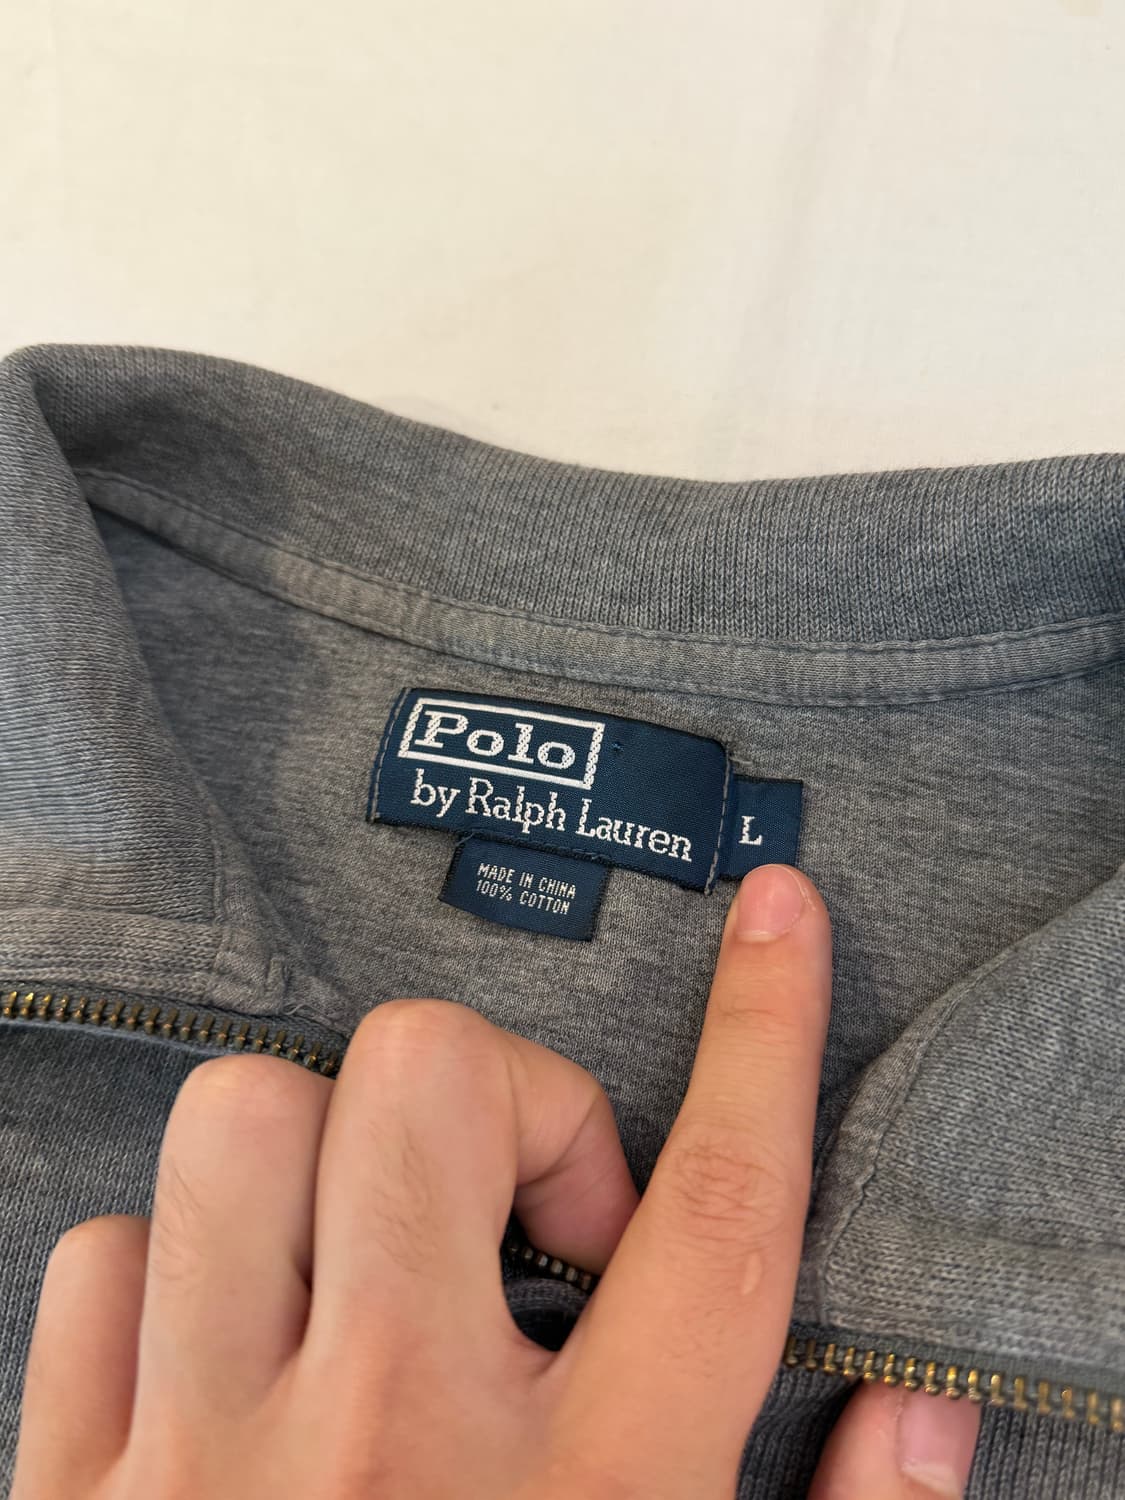 Polo
by Ralph Lauren
L
MADE IN CHINA
100% COTTON